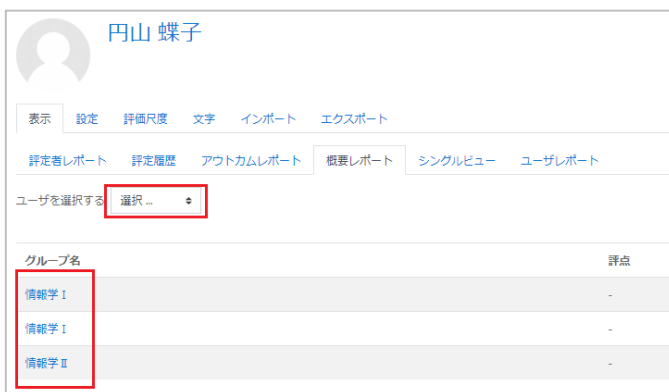 円山 蝶子
表示 設定 評価尺度 文字 インポート エクスポート
評定者レポート 評定履歴 アウトカムレポート 概要レポート シングルビュー ユーザレポート
ユーザを選択する 選択 ...
グループ名 評点
情報学Ⅰ -
情報学Ⅰ -
情報学Ⅱ -